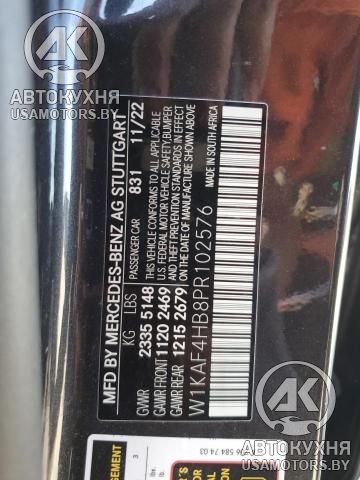 АВТОКУХНЯ
USAMOTORS.BY
MFD BY MERCEDES-BENZ AG STUTTGART
PASSENGER CAR 831 11/22
KG LBS
GVWR 2335 5148
GAWR FRONT 1120 2469
GAWR REAR 1215 2679
THIS VEHICLE CONFORMS TO ALL APPLICABLE
U.S. FEDERAL MOTOR VEHICLE SAFETY, BUMPER
AND THEFT PREVENTION STANDARDS IN EFFECT
ON THE DATE OF MANUFACTURE SHOWN ABOVE.
MADE IN SOUTH AFRICA
W1KAF4HB8PR102576
584 74 03
АВТОКУХНЯ
USAMOTORS.BY